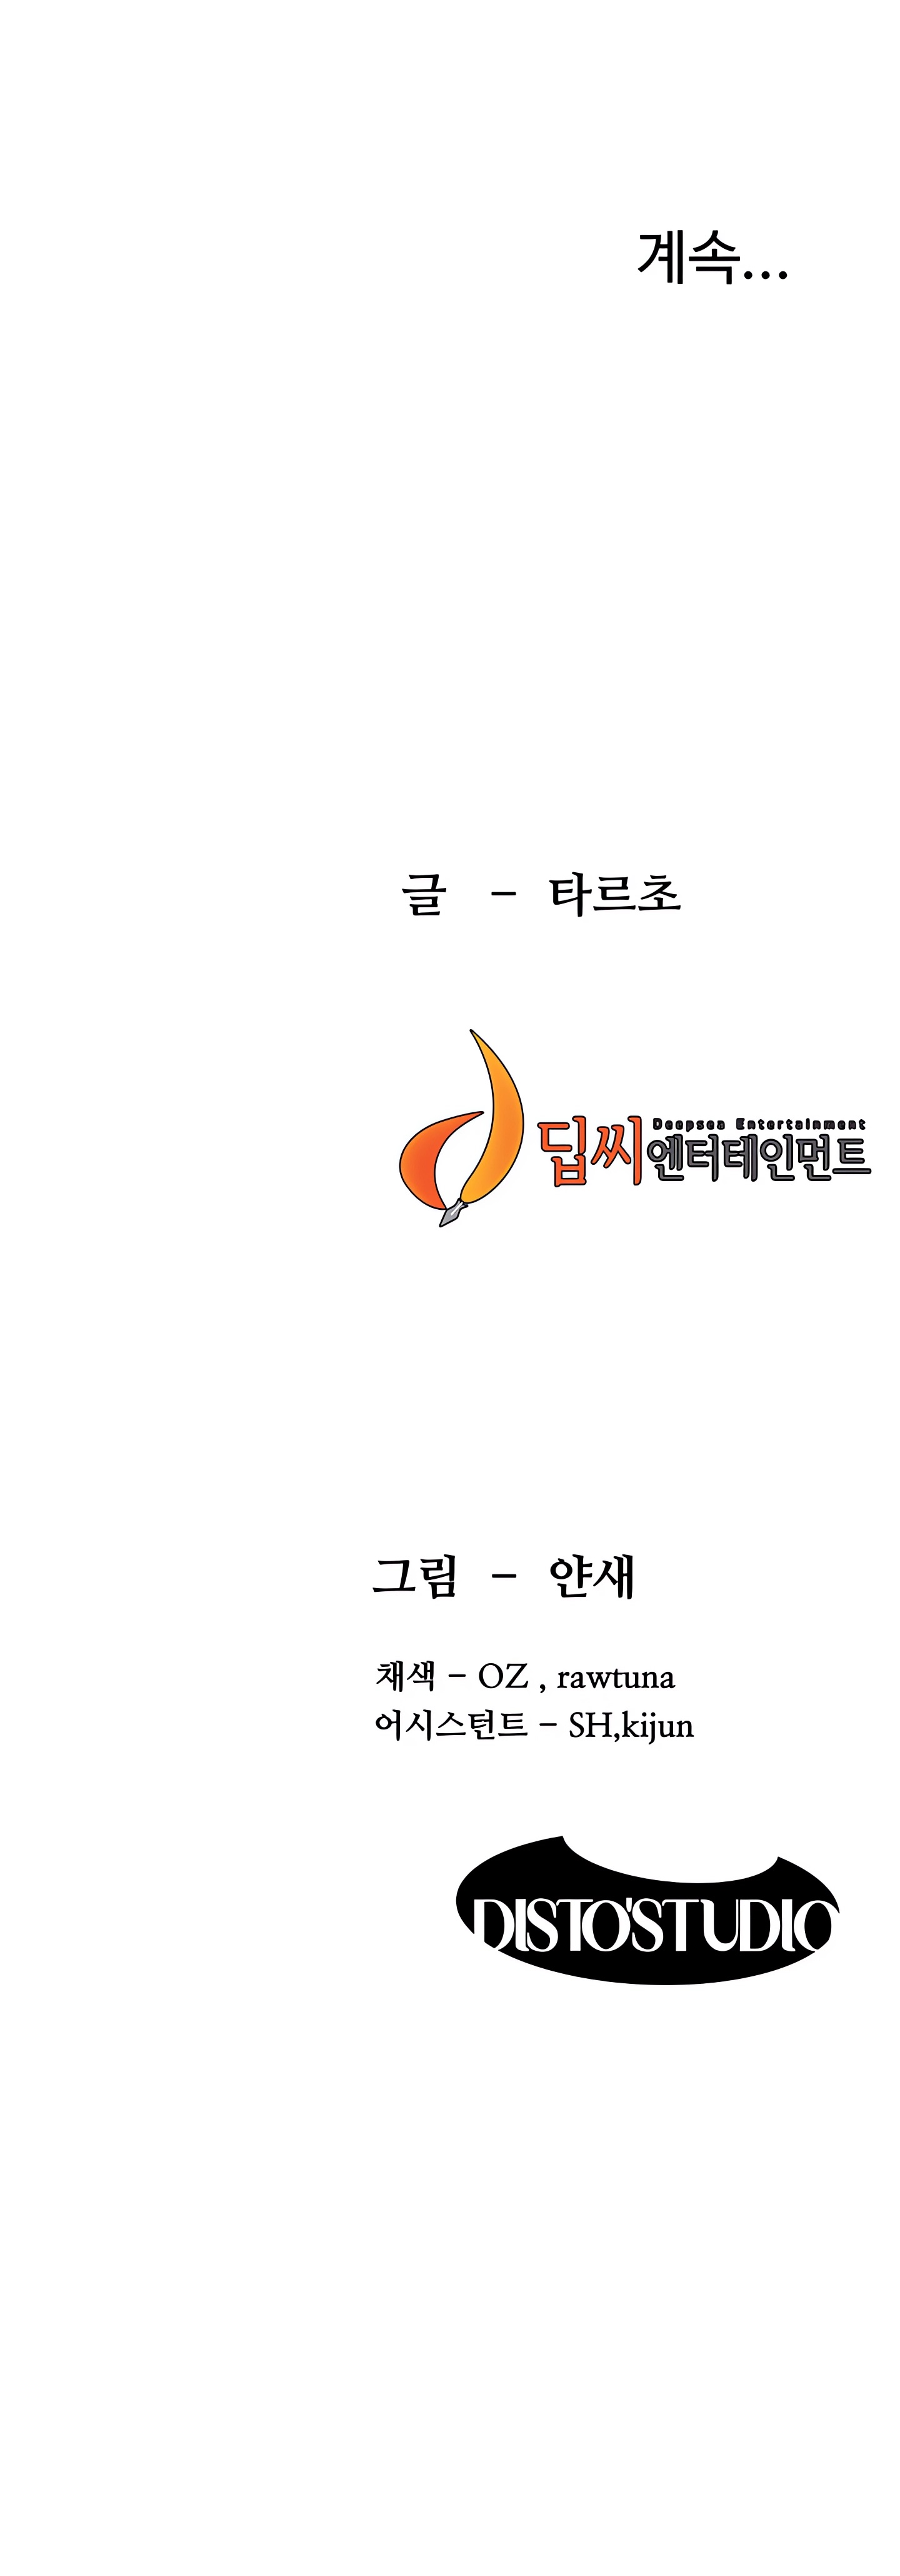 계속...
글 - 타르초
Deepsea Entertainment
딥씨엔터테인먼트
그림 - 얀새
채색 - OZ , rawtuna
어시스턴트 - SH,kijun
DISTO'STUDIO